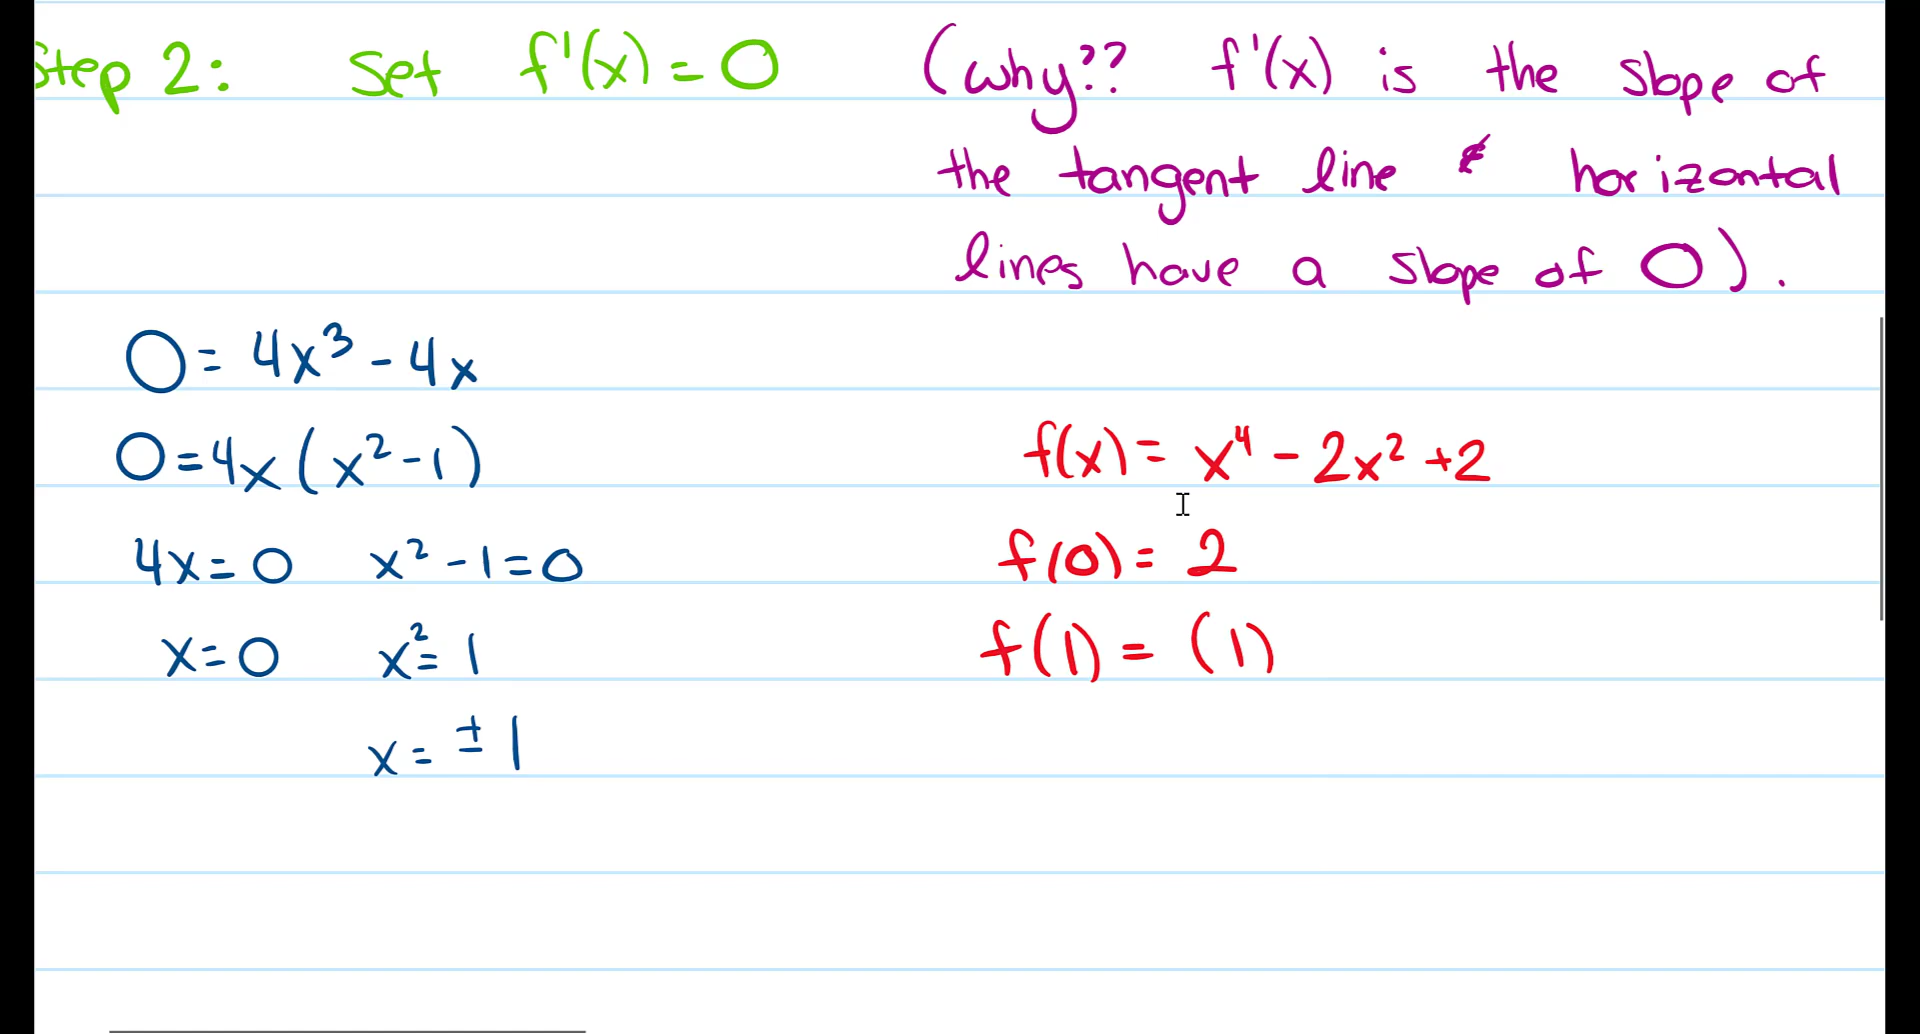 Step 2: Set f'(x) = 0 (why?? f'(x) is the slope of
the tangent line & horizontal
lines have a slope of 0).
0 = 4x³ - 4x
0 = 4x(x² - 1)
4x = 0 x² - 1 = 0
x = 0 x² = 1
x = ± 1
f(x) = x⁴ - 2x² + 2
f(0) = 2
f(1) = (1)